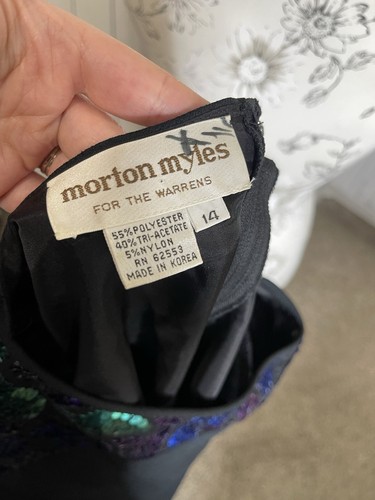 morton myles
FOR THE WARRENS
14
55% POLYESTER
40% TRI-ACETATE
5% NYLON
RN 62553
MADE IN KOREA